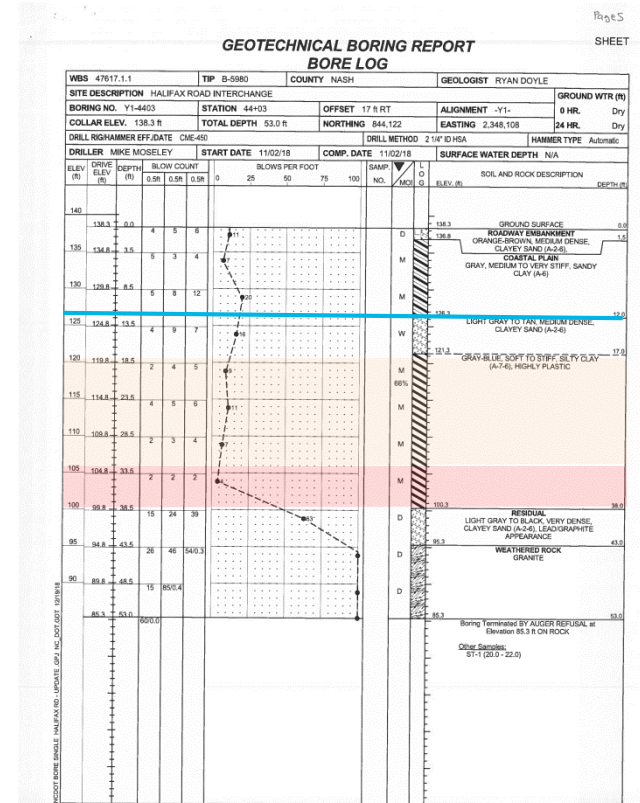 Page 5
SHEET
GEOTECHNICAL BORING REPORT
BORE LOG
WBS 47617.1.1 TIP B-5980 COUNTY NASH GEOLOGIST RYAN DOYLE
SITE DESCRIPTION HALIFAX ROAD INTERCHANGE GROUND WTR (ft)
BORING NO. Y1-4403 STATION 44+03 OFFSET 17 ft RT ALIGNMENT -Y1- 0 HR. Dry
COLLAR ELEV. 138.3 ft TOTAL DEPTH 53.0 ft NORTHING 844,122 EASTING 2,348,108 24 HR. Dry
DRILL RIG/HAMMER EFF./DATE CME-450 DRILL METHOD 2 1/4" ID HSA HAMMER TYPE Automatic
DRILLER MIKE MOSELEY START DATE 11/02/18 COMP. DATE 11/02/18 SURFACE WATER DEPTH N/A
ELEV (ft) DRIVE ELEV (ft) DEPTH (ft) BLOW COUNT BLOWS PER FOOT SAMP. NO. MOI LOG SOIL AND ROCK DESCRIPTION
0.5ft 0.5ft 0.5ft 0 25 50 75 100 ELEV. (ft) DEPTH (ft)
140
138.3 0.0 138.3 GROUND SURFACE 0.0
4 5 6 11 D 136.8 ROADWAY EMBANKMENT 1.5
ORANGE-BROWN, MEDIUM DENSE,
CLAYEY SAND (A-2-6)
135 134.8 3.5
5 3 4 7 M COASTAL PLAIN
GRAY, MEDIUM TO VERY STIFF, SANDY
CLAY (A-6)
130 129.8 8.5
5 8 12 20 M
126.3 12.0
125 124.8 13.5 LIGHT GRAY TO TAN, MEDIUM DENSE,
CLAYEY SAND (A-2-6)
4 9 7 16 W
121.3 17.0
120 119.8 18.5 GRAY-BLUE, SOFT TO STIFF, SILTY CLAY
(A-7-6), HIGHLY PLASTIC
2 4 5 9 M
66%
115 114.8 23.5
4 5 6 11 M
110 109.8 28.5
2 3 4 7 M
105 104.8 33.5
2 2 2 4 M
100.3 38.0
100 99.8 38.5 RESIDUAL
15 24 39 63 D LIGHT GRAY TO BLACK, VERY DENSE,
CLAYEY SAND (A-2-6), LEAD/GRAPHITE
APPEARANCE
95 94.8 43.5 95.3 43.0
26 46 54/0.3 D WEATHERED ROCK
GRANITE
90 89.8 48.5
15 85/0.4 D
85.3 53.0 85.3 53.0
60/0.0 Boring Terminated BY AUGER REFUSAL at
Elevation 85.3 ft ON ROCK
Other Samples:
ST-1 (20.0 - 22.0)
NCDOT BORE SINGLE HALIFAX RD - UPDATE .GPJ NC_DOT.GDT 12/19/18